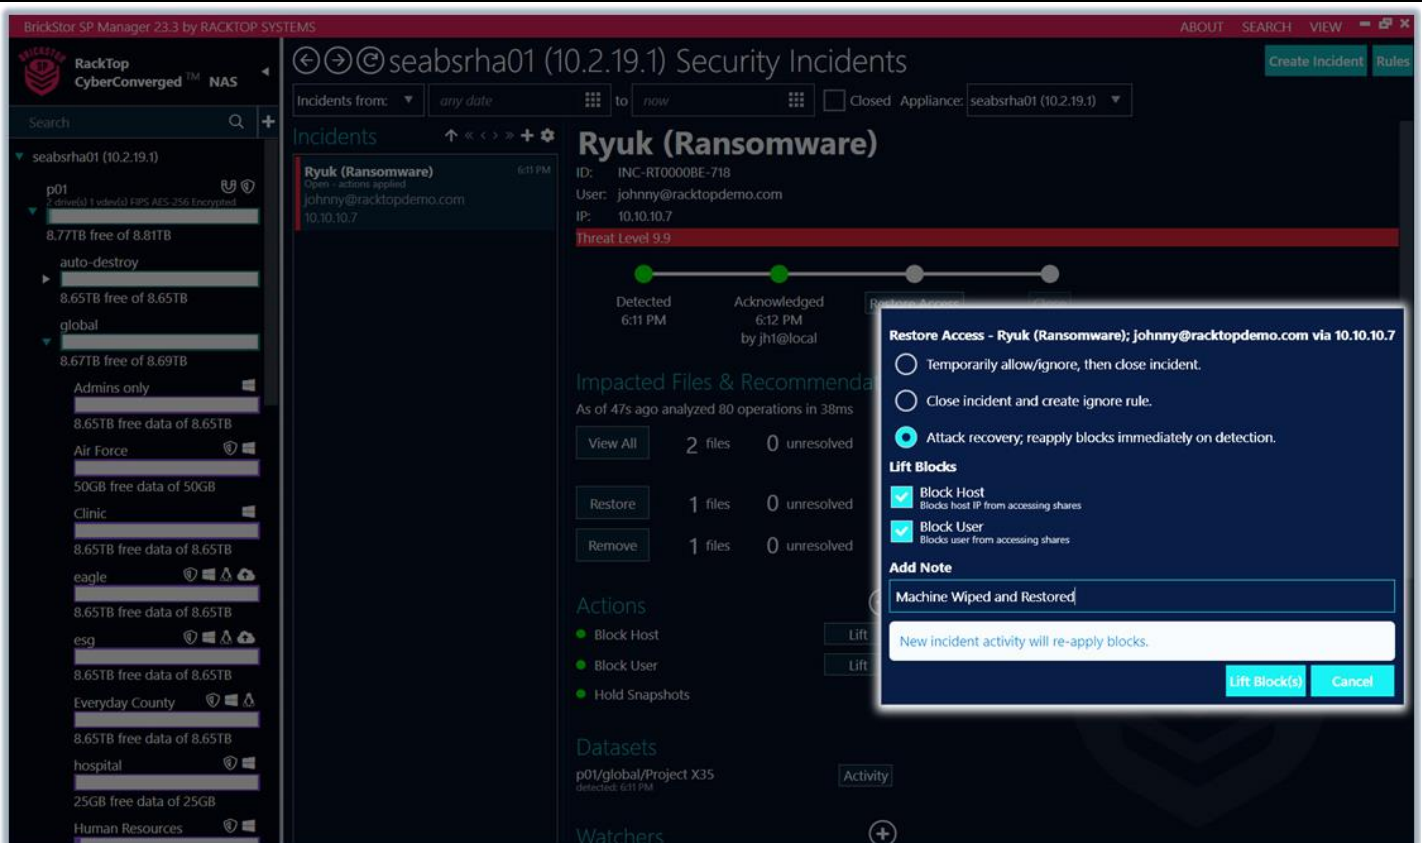 BrickStor SP Manager 23.3 by RACKTOP SYSTEMS
ABOUT SEARCH VIEW
BRICKSTOR
SP
RackTop
CyberConverged TM NAS
Search
seabsrha01 (10.2.19.1)
p01
2 drive(s) 1 vdev(s) FIPS AES-256 Encrypted
8.77TB free of 8.81TB
auto-destroy
8.65TB free of 8.65TB
global
8.67TB free of 8.69TB
Admins only
8.65TB free data of 8.65TB
Air Force
50GB free data of 50GB
Clinic
8.65TB free data of 8.65TB
eagle
8.65TB free data of 8.65TB
esg
8.65TB free data of 8.65TB
Everyday County
8.65TB free data of 8.65TB
hospital
25GB free data of 25GB
Human Resources
seabsrha01 (10.2.19.1) Security Incidents
Create Incident Rules
Incidents from: any date to now Closed Appliance: seabsrha01 (10.2.19.1)
Incidents
Ryuk (Ransomware) 6:11 PM
Open - actions applied
johnny@racktopdemo.com
10.10.10.7
Ryuk (Ransomware)
ID: INC-RT0000BE-718
User: johnny@racktopdemo.com
IP: 10.10.10.7
Threat Level 9.9
Detected Acknowledged Restore Access Close
6:11 PM 6:12 PM
by jh1@local
Impacted Files & Recommenda
As of 47s ago analyzed 80 operations in 38ms
View All 2 files 0 unresolved
Restore 1 files 0 unresolved
Remove 1 files 0 unresolved
Actions
Block Host Lift
Block User Lift
Hold Snapshots
Datasets
p01/global/Project X35 Activity
detected: 6:11 PM
Watchers
Restore Access - Ryuk (Ransomware); johnny@racktopdemo.com via 10.10.10.7
Temporarily allow/ignore, then close incident.
Close incident and create ignore rule.
Attack recovery; reapply blocks immediately on detection.
Lift Blocks
Block Host
Blocks host IP from accessing shares
Block User
Blocks user from accessing shares
Add Note
Machine Wiped and Restored
New incident activity will re-apply blocks.
Lift Block(s) Cancel